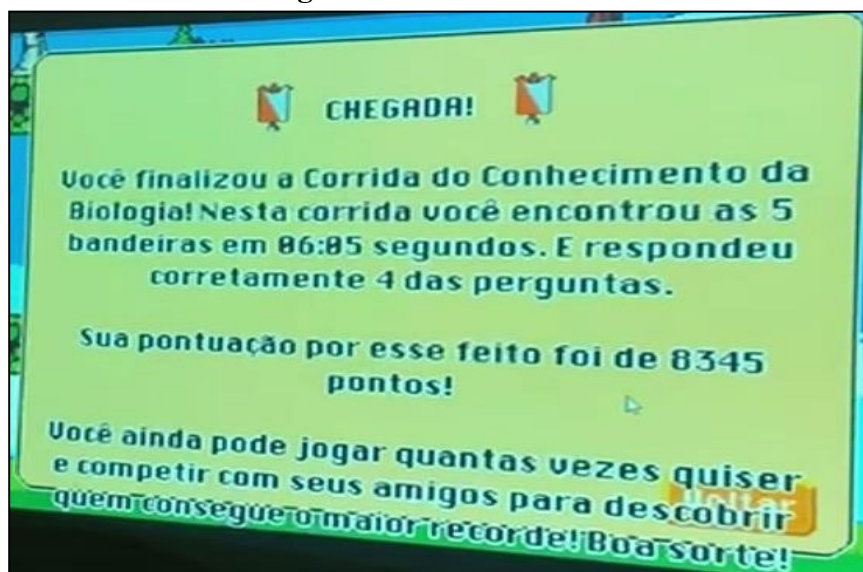 CHEGADA!
Você finalizou a Corrida do Conhecimento da
Biologia! Nesta corrida você encontrou as 5
bandeiras em 06:05 segundos. E respondeu
corretamente 4 das perguntas.
Sua pontuação por esse feito foi de 8345
pontos!
Você ainda pode jogar quantas vezes quiser
e competir com seus amigos para descobrir
quem consegue o maior recorde! Boa sorte!
Voltar